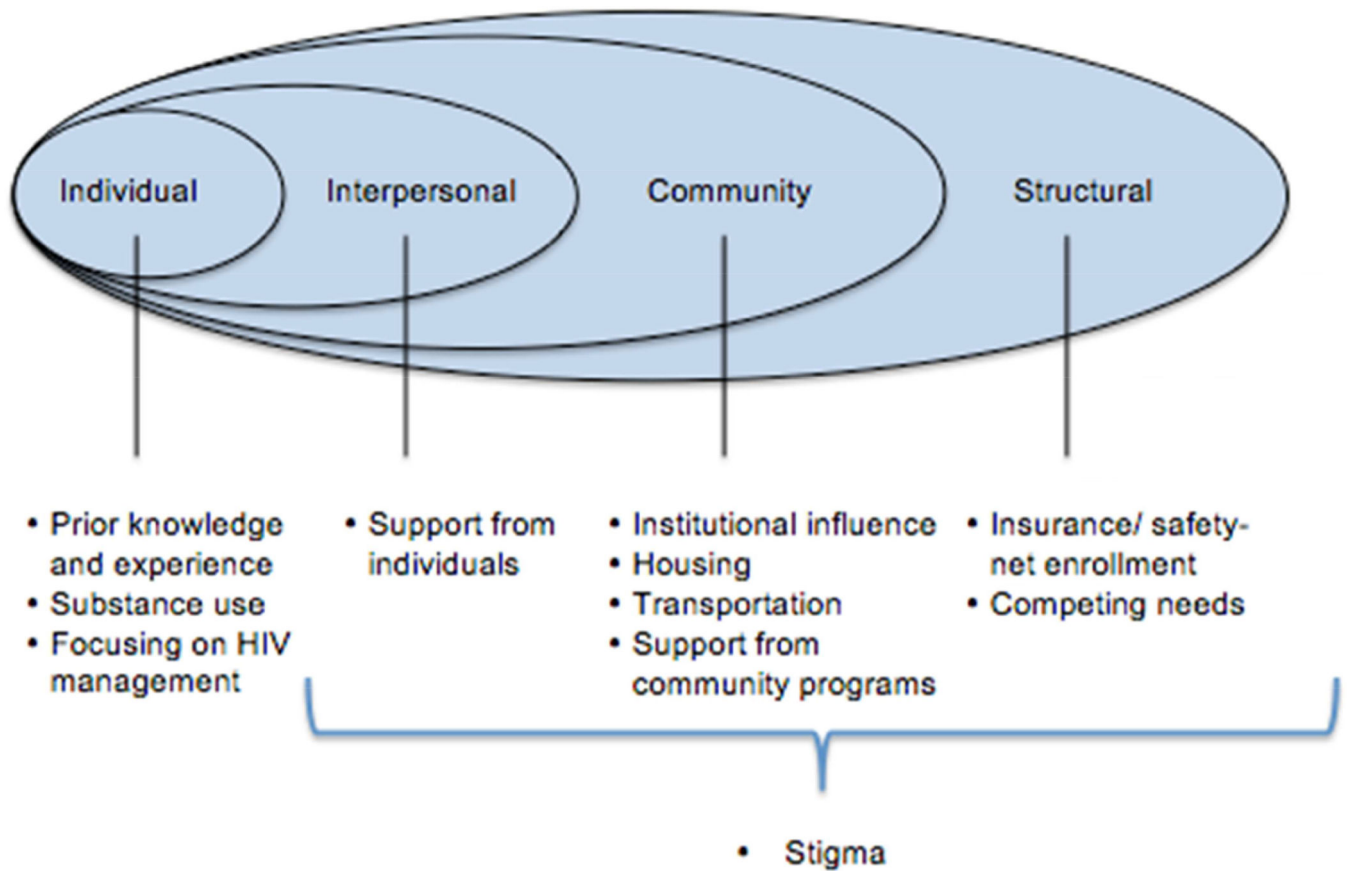 Individual
Interpersonal
Community
Structural
• Prior knowledge
and experience
• Substance use
• Focusing on HIV
management
• Support from
individuals
• Institutional influence
• Housing
• Transportation
• Support from
community programs
• Insurance/ safety-
net enrollment
• Competing needs
• Stigma